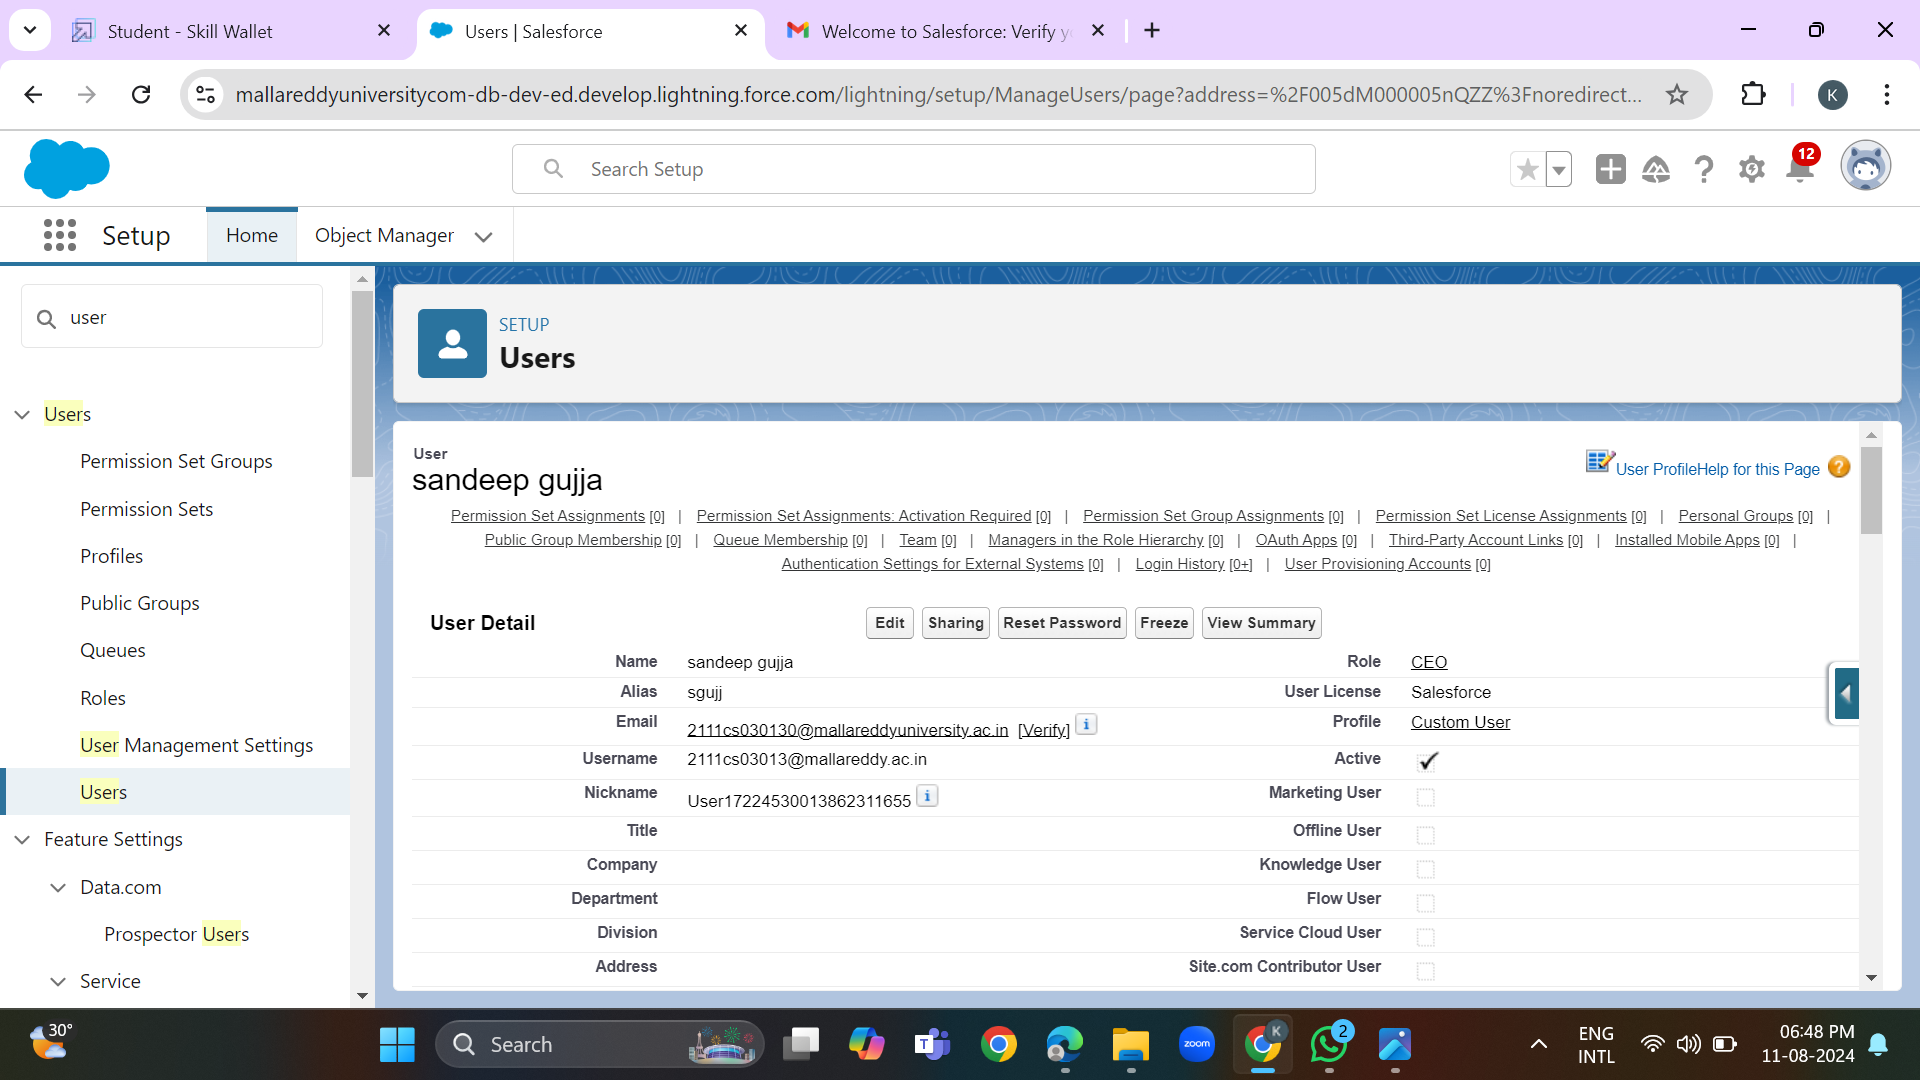 Student - Skill Wallet
Users | Salesforce
Welcome to Salesforce: Verify y
mallareddyuniversitycom-db-dev-ed.develop.lightning.force.com/lightning/setup/ManageUsers/page?address=%2F005dM000005nQZZ%3Fnoredirect...
K
Search Setup
12
Setup
Home
Object Manager
user
SETUP
Users
Users
Permission Set Groups
Permission Sets
Profiles
Public Groups
Queues
Roles
User Management Settings
Users
Feature Settings
Data.com
Prospector Users
Service
User
sandeep gujja
User Profile Help for this Page ?
Permission Set Assignments [0] | Permission Set Assignments: Activation Required [0] | Permission Set Group Assignments [0] | Permission Set License Assignments [0] | Personal Groups [0] |
Public Group Membership [0] | Queue Membership [0] | Team [0] | Managers in the Role Hierarchy [0] | OAuth Apps [0] | Third-Party Account Links [0] | Installed Mobile Apps [0] |
Authentication Settings for External Systems [0] | Login History [0+] | User Provisioning Accounts [0]
User Detail
Edit Sharing Reset Password Freeze View Summary
Name sandeep gujja Role CEO
Alias sgujj User License Salesforce
Email 2111cs030130@mallareddyuniversity.ac.in [Verify] i Profile Custom User
Username 2111cs03013@mallareddy.ac.in Active
Nickname User17224530013862311655 i Marketing User
Title Offline User
Company Knowledge User
Department Flow User
Division Service Cloud User
Address Site.com Contributor User
30°
Search
T
zoom
K
2
ENG
INTL
06:48 PM
11-08-2024